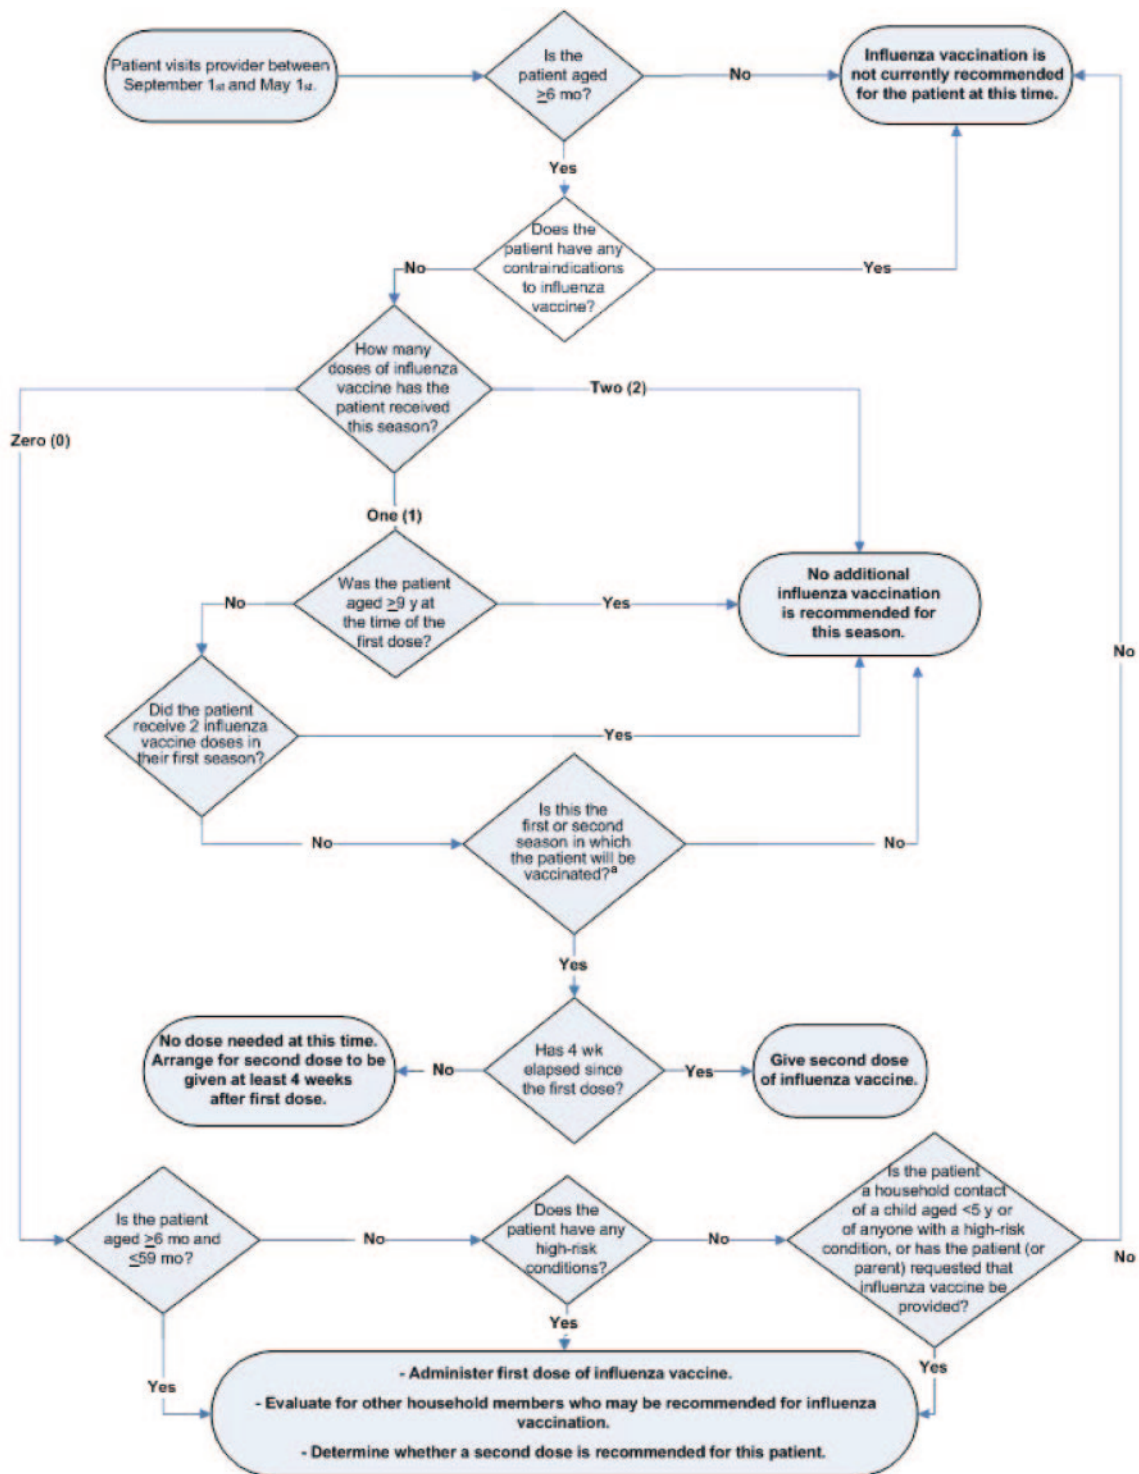 Patient visits provider between
September 1st and May 1st.
Is the
patient aged
≥6 mo?
No
Influenza vaccination is
not currently recommended
for the patient at this time.
Yes
Does the
patient have any
contraindications
to influenza
vaccine?
No
Yes
How many
doses of influenza
vaccine has the
patient received
this season?
Two (2)
Zero (0)
One (1)
Was the patient
aged ≥9 y at
the time of the
first dose?
No
Yes
No additional
influenza vaccination
is recommended for
this season.
No
Did the patient
receive 2 influenza
vaccine doses in
their first season?
Yes
Is this the
first or second
season in which
the patient will be
vaccinated?a
No
No
Yes
No dose needed at this time.
Arrange for second dose to be
given at least 4 weeks
after first dose.
No
Has 4 wk
elapsed since
the first dose?
Yes
Give second dose
of influenza vaccine.
Is the patient
aged ≥6 mo and
≤59 mo?
No
Does the
patient have any
high-risk
conditions?
No
Is the patient
a household contact
of a child aged <5 y or
of anyone with a high-risk
condition, or has the patient (or
parent) requested that
influenza vaccine be
provided?
No
Yes
Yes
Yes
- Administer first dose of influenza vaccine.
- Evaluate for other household members who may be recommended for influenza
vaccination.
- Determine whether a second dose is recommended for this patient.